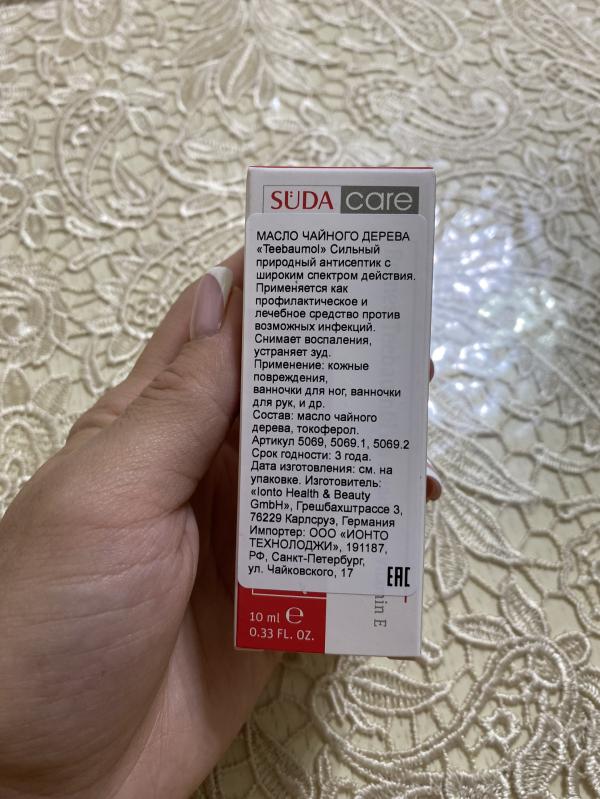 SÜDA care
МАСЛО ЧАЙНОГО ДЕРЕВА
«Teebaumol» Сильный
природный антисептик с
широким спектром действия.
Применяется как
профилактическое и
лечебное средство против
возможных инфекций.
Снимает воспаления,
устраняет зуд.
Применение: кожные
повреждения,
ванночки для ног, ванночки
для рук, и др.
Состав: масло чайного
дерева, токоферол.
Артикул 5069, 5069.1, 5069.2
Срок годности: 3 года.
Дата изготовления: см. на
упаковке. Изготовитель:
«Ionto Health & Beauty
GmbH», Грешбахштрассе 3,
76229 Карлсруэ, Германия
Импортер: ООО «ИОНТО
ТЕХНОЛОДЖИ», 191187,
РФ, Санкт-Петербург,
ул. Чайковского, 17
EAC
10 ml e
0.33 FL. OZ.
E